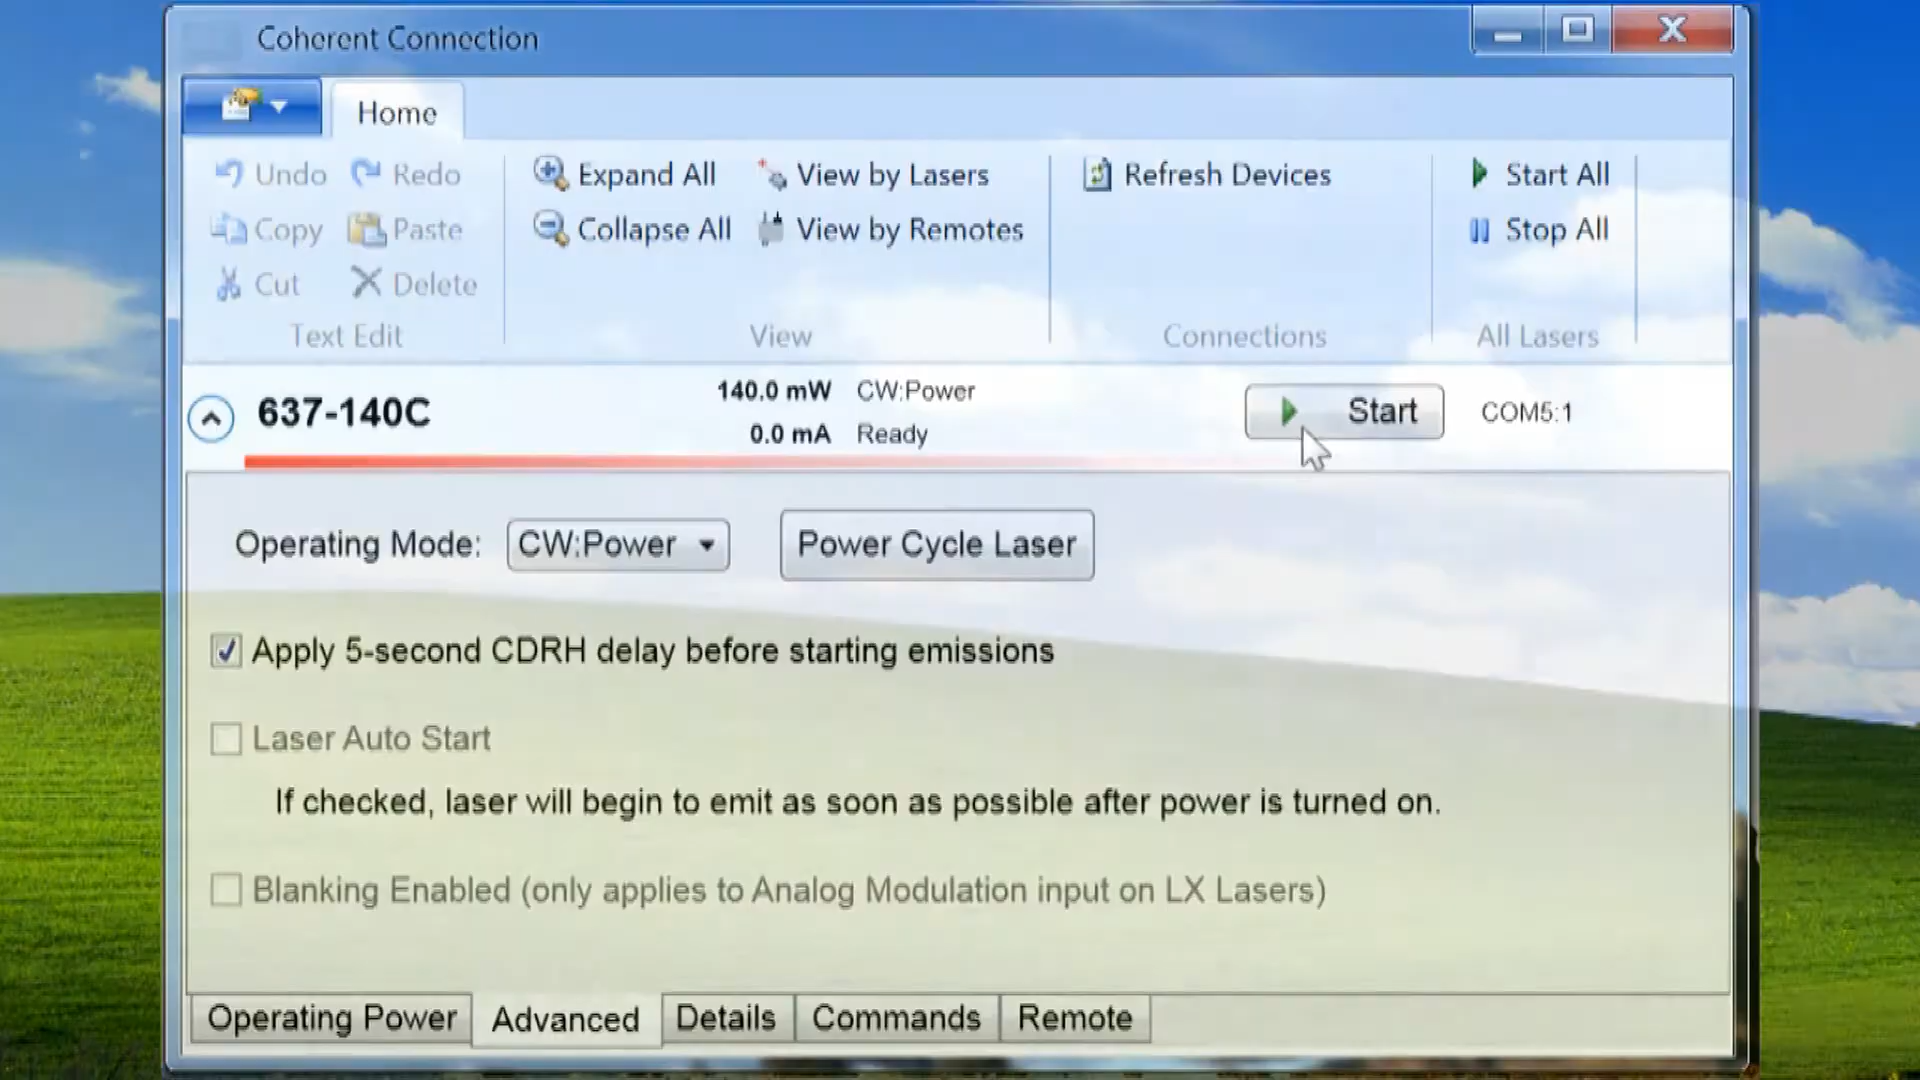 Coherent Connection
Home
Undo Redo Expand All View by Lasers Refresh Devices Start All
Copy Paste Collapse All View by Remotes Stop All
Cut Delete
Text Edit View Connections All Lasers
637-140C 140.0 mW CW:Power Start COM5:1
0.0 mA Ready
Operating Mode: CW:Power Power Cycle Laser
Apply 5-second CDRH delay before starting emissions
Laser Auto Start
If checked, laser will begin to emit as soon as possible after power is turned on.
Blanking Enabled (only applies to Analog Modulation input on LX Lasers)
Operating Power Advanced Details Commands Remote